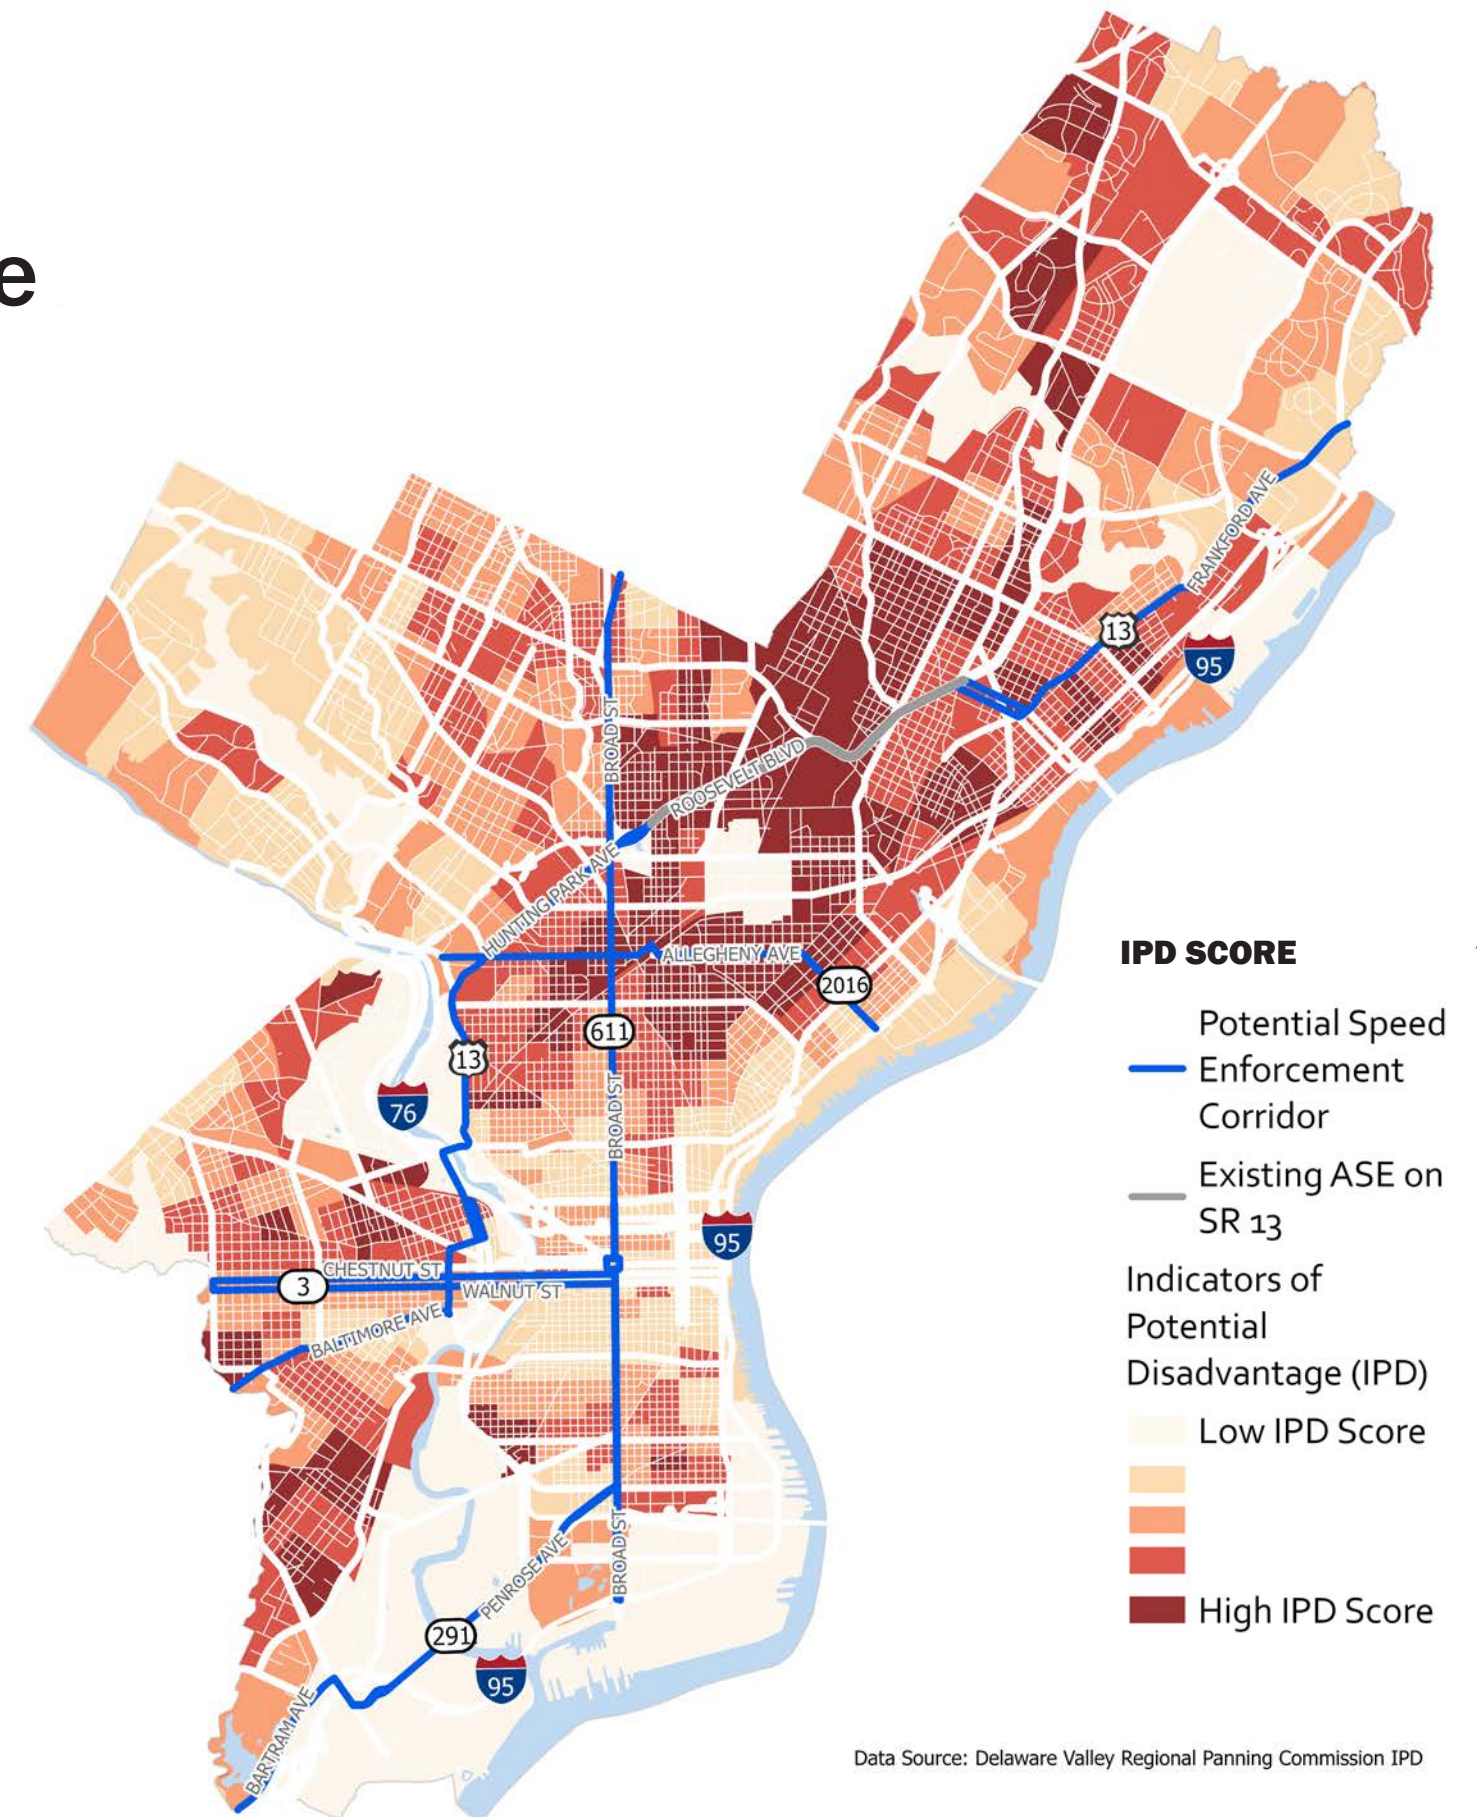 e
FRANKFORD AVE
13
95
BROAD ST
ROOSEVELT BLVD
HUNTING PARK AVE
ALLEGHENY AVE
2016
611
13
76
BROAD ST
95
CHESTNUT ST
3
WALNUT ST
BALTIMORE AVE
BROAD ST
PENROSE AVE
291
95
BARTRAM AVE
IPD SCORE
Potential Speed
Enforcement
Corridor
Existing ASE on
SR 13
Indicators of
Potential
Disadvantage (IPD)
Low IPD Score
High IPD Score
Data Source: Delaware Valley Regional Panning Commission IPD